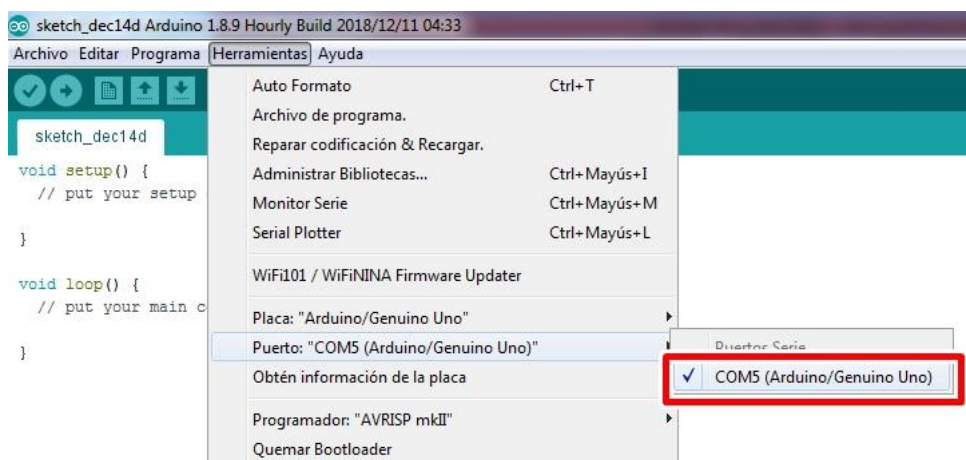 sketch_dec14d Arduino 1.8.9 Hourly Build 2018/12/11 04:33
Archivo Editar Programa Herramientas Ayuda
sketch_dec14d
void setup() {
// put your setup
}
void loop() {
// put your main c
}
Auto Formato Ctrl+T
Archivo de programa.
Reparar codificación & Recargar.
Administrar Bibliotecas... Ctrl+Mayús+I
Monitor Serie Ctrl+Mayús+M
Serial Plotter Ctrl+Mayús+L
WiFi101 / WiFiNINA Firmware Updater
Placa: "Arduino/Genuino Uno"
Puerto: "COM5 (Arduino/Genuino Uno)"
Obtén información de la placa
Programador: "AVRISP mkII"
Quemar Bootloader
Puertos Serie
COM5 (Arduino/Genuino Uno)